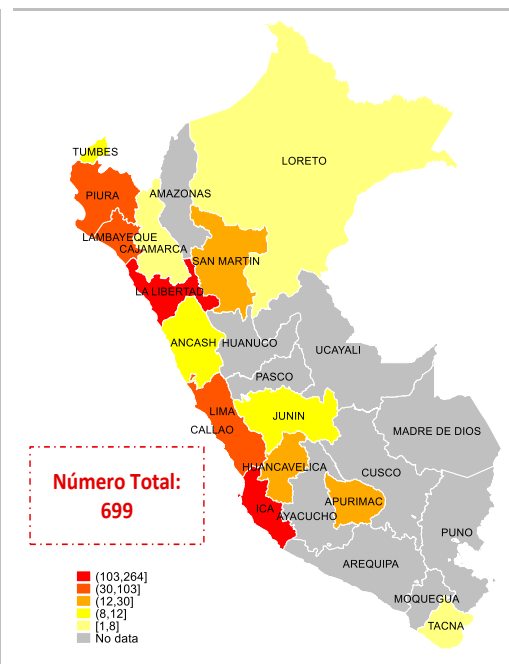 TUMBES
LORETO
PIURA
AMAZONAS
LAMBAYEQUE
CAJAMARCA
SAN MARTIN
LA LIBERTAD
ANCASH
HUANUCO
UCAYALI
PASCO
LIMA
JUNIN
CALLAO
MADRE DE DIOS
HUANCAVELICA
CUSCO
Número Total:
699
ICA
APURIMAC
AYACUCHO
PUNO
AREQUIPA
MOQUEGUA
TACNA
(103,264]
(30,103]
(12,30]
(8,12]
[1,8]
No data